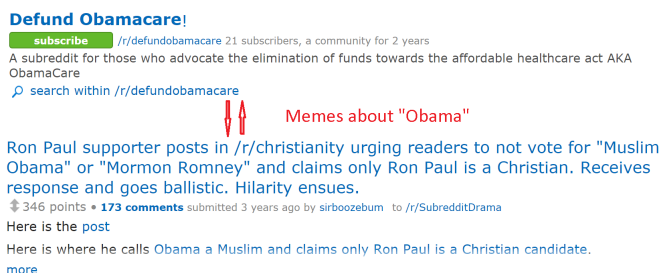 Defund Obamacare!
subscribe /r/defundobamacare 21 subscribers, a community for 2 years
A subreddit for those who advocate the elimination of funds towards the affordable healthcare act AKA
ObamaCare
search within /r/defundobamacare
Memes about "Obama"
Ron Paul supporter posts in /r/christianity urging readers to not vote for "Muslim
Obama" or "Mormon Romney" and claims only Ron Paul is a Christian. Receives
response and goes ballistic. Hilarity ensues.
346 points • 173 comments submitted 3 years ago by sirboozebum to /r/SubredditDrama
Here is the post
Here is where he calls Obama a Muslim and claims only Ron Paul is a Christian candidate.
more